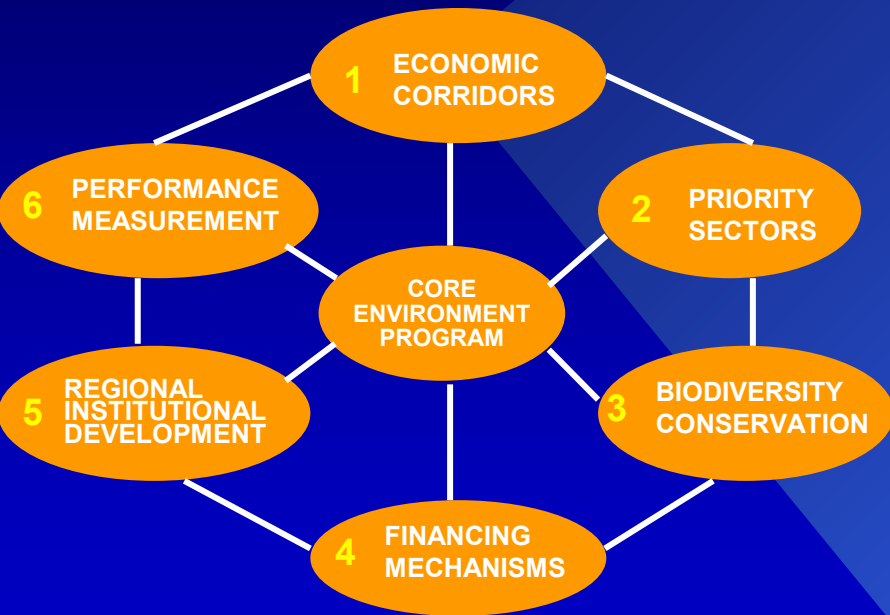 1 ECONOMIC
CORRIDORS
2 PRIORITY
SECTORS
3 BIODIVERSITY
CONSERVATION
4 FINANCING
MECHANISMS
5 REGIONAL
INSTITUTIONAL
DEVELOPMENT
6 PERFORMANCE
MEASUREMENT
CORE
ENVIRONMENT
PROGRAM